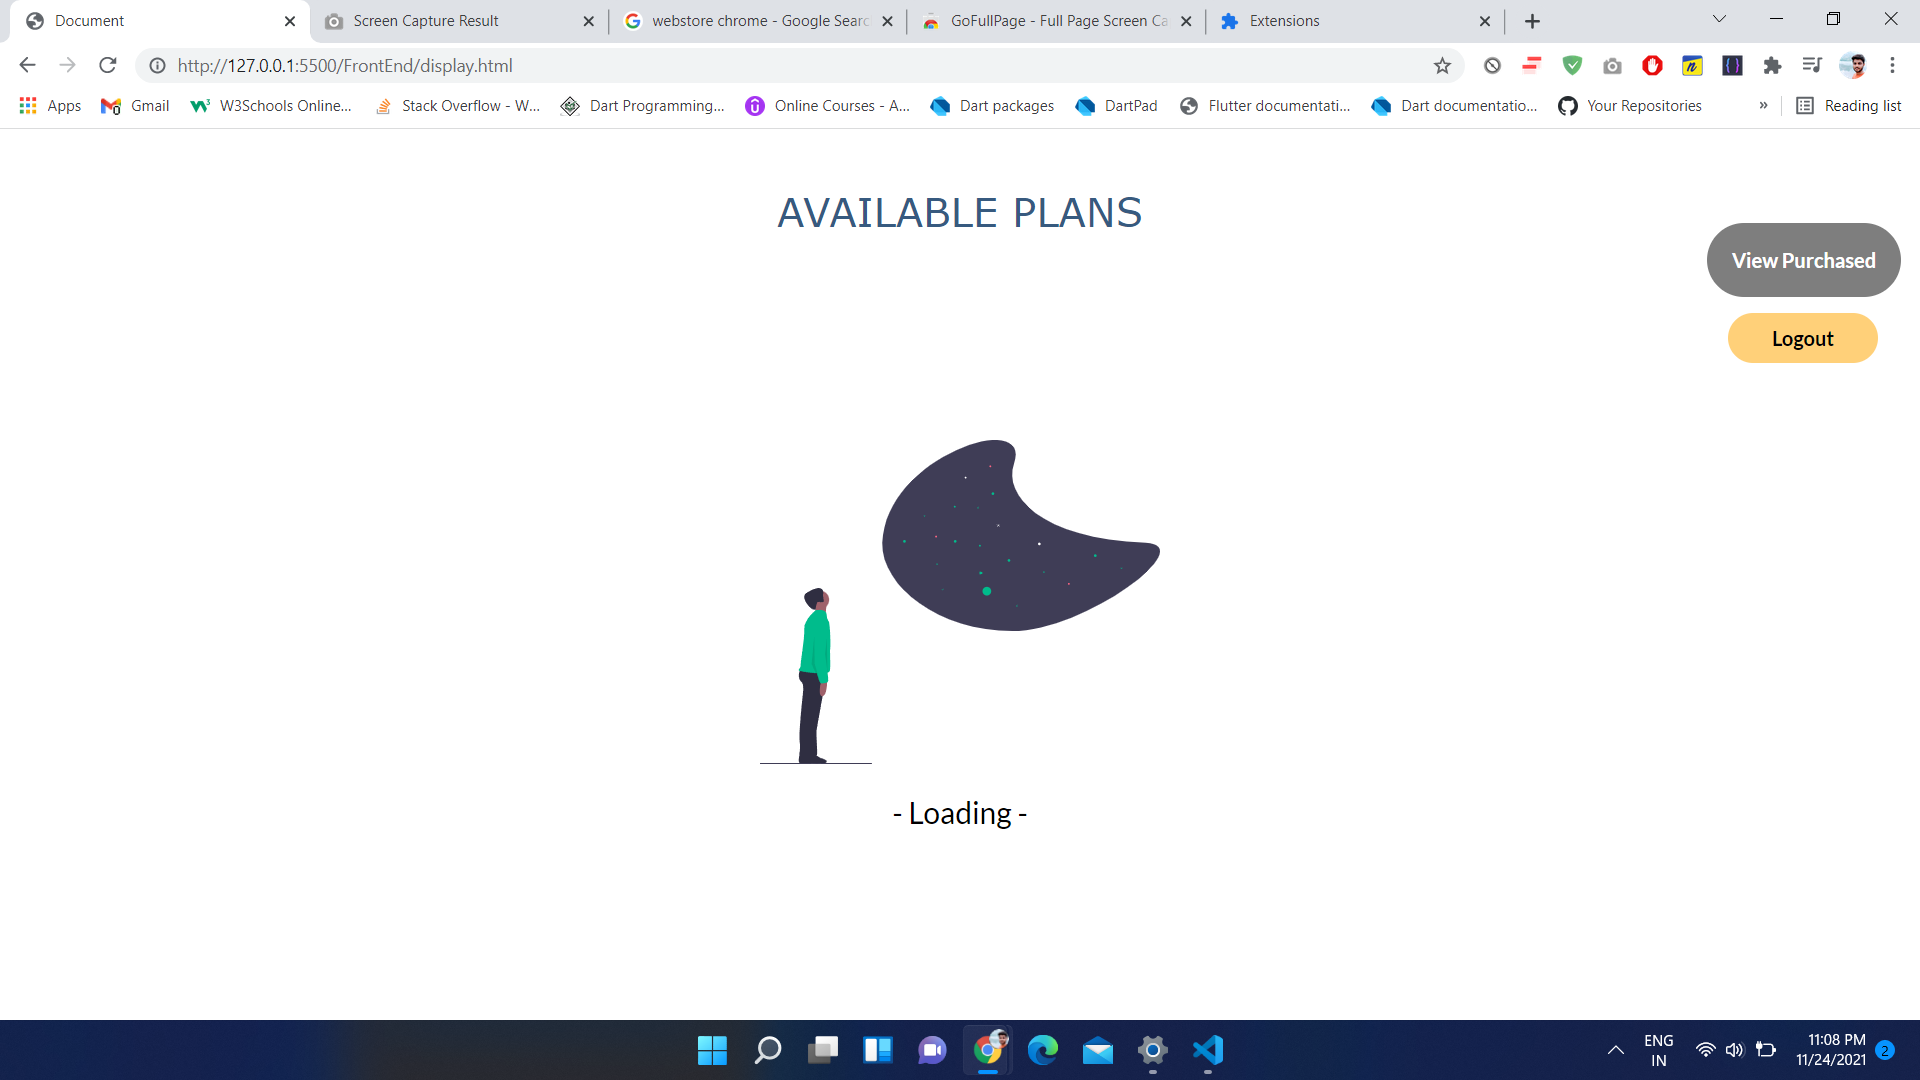 Document
Screen Capture Result
webstore chrome - Google Searc
GoFullPage - Full Page Screen Ca
Extensions
http://127.0.0.1:5500/FrontEnd/display.html
Apps
Gmail
W3Schools Online...
Stack Overflow - W...
Dart Programming...
Online Courses - A...
Dart packages
DartPad
Flutter documentati...
Dart documentatio...
Your Repositories
»
Reading list
AVAILABLE PLANS
View Purchased
Logout
- Loading -
ENG
IN
11:08 PM
11/24/2021
2